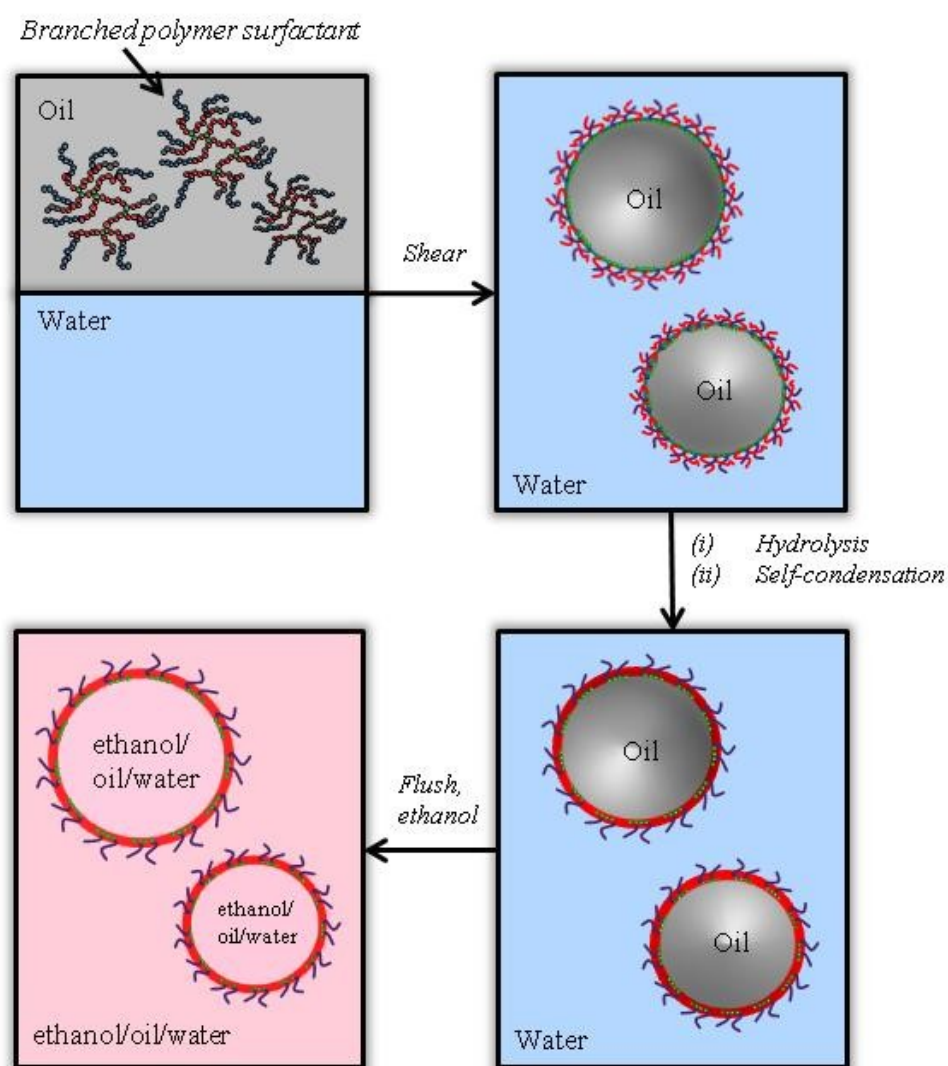 Branched polymer surfactant
Oil
Water
Shear
Oil
Oil
Water
(i) Hydrolysis
(ii) Self-condensation
Oil
Oil
Water
Flush,
ethanol
ethanol/
oil/water
ethanol/
oil/water
ethanol/oil/water